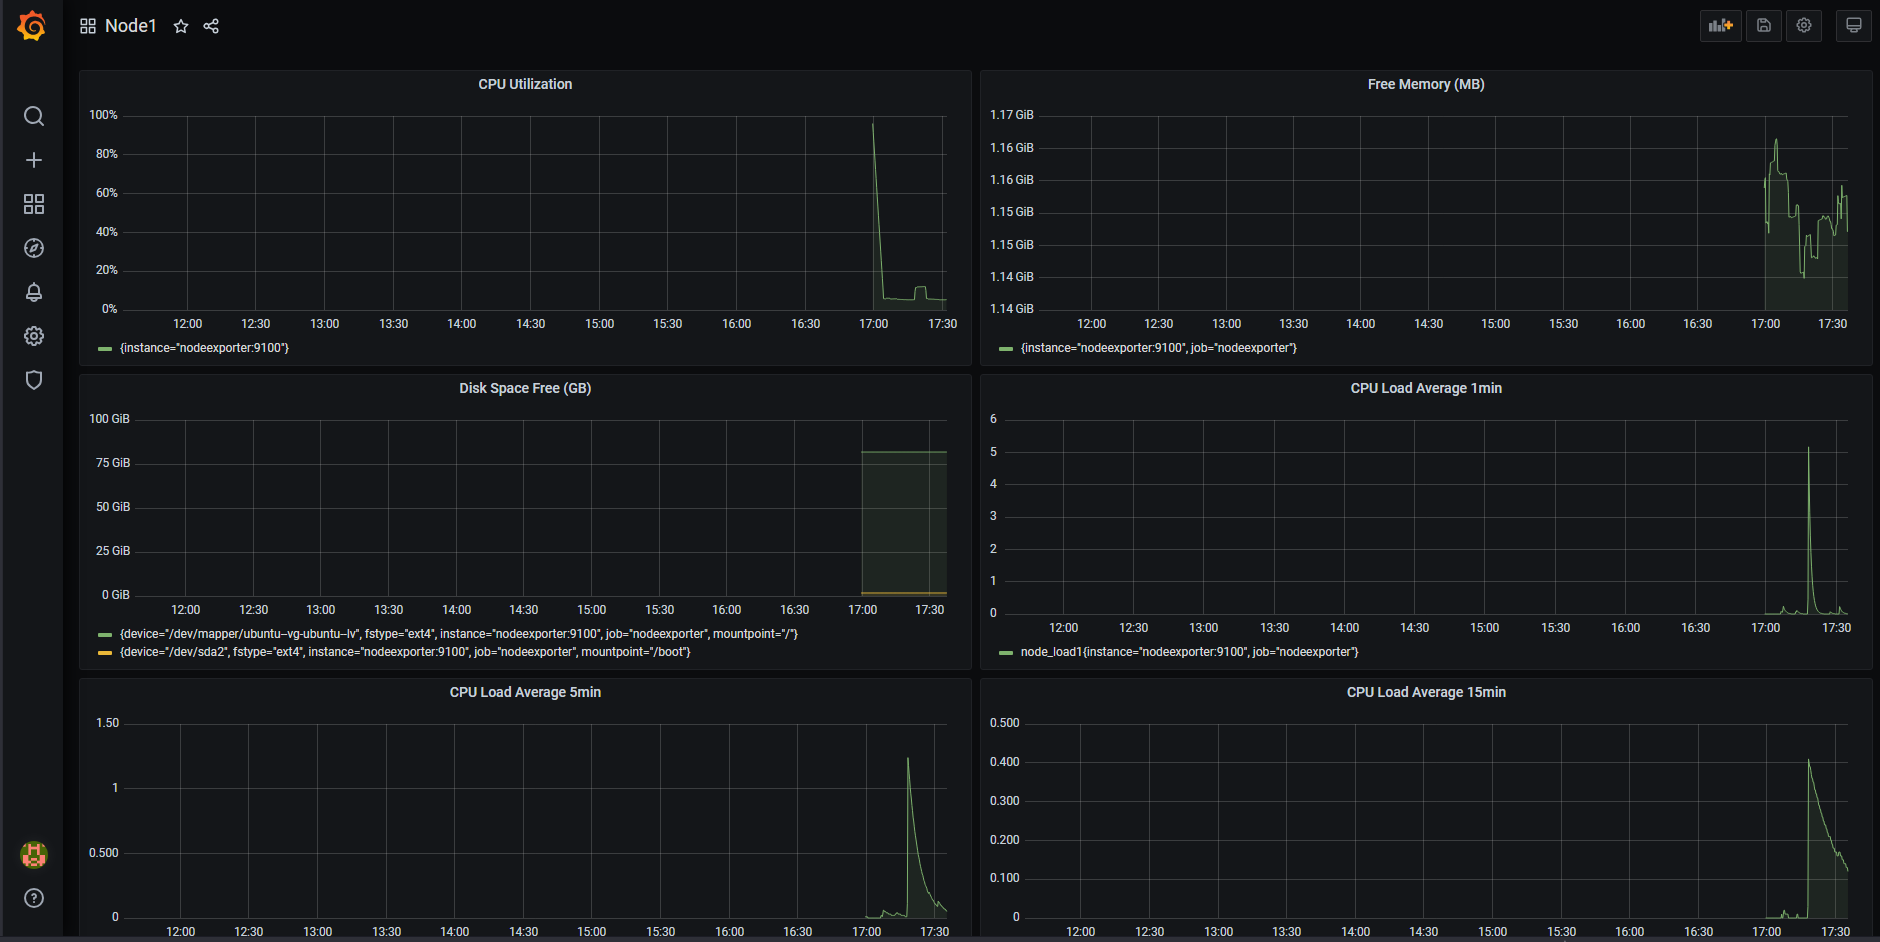 Node1
CPU Utilization
100%
80%
60%
40%
20%
0%
12:00 12:30 13:00 13:30 14:00 14:30 15:00 15:30 16:00 16:30 17:00 17:30
{instance="nodeexporter:9100"}
Free Memory (MB)
1.17 GiB
1.16 GiB
1.16 GiB
1.15 GiB
1.15 GiB
1.14 GiB
1.14 GiB
12:00 12:30 13:00 13:30 14:00 14:30 15:00 15:30 16:00 16:30 17:00 17:30
{instance="nodeexporter:9100", job="nodeexporter"}
Disk Space Free (GB)
100 GiB
75 GiB
50 GiB
25 GiB
0 GiB
12:00 12:30 13:00 13:30 14:00 14:30 15:00 15:30 16:00 16:30 17:00 17:30
{device="/dev/mapper/ubuntu--vg-ubuntu--lv", fstype="ext4", instance="nodeexporter:9100", job="nodeexporter", mountpoint="/"}
{device="/dev/sda2", fstype="ext4", instance="nodeexporter:9100", job="nodeexporter", mountpoint="/boot"}
CPU Load Average 1min
6
5
4
3
2
1
0
12:00 12:30 13:00 13:30 14:00 14:30 15:00 15:30 16:00 16:30 17:00 17:30
node_load1{instance="nodeexporter:9100", job="nodeexporter"}
CPU Load Average 5min
1.50
1
0.500
0
12:00 12:30 13:00 13:30 14:00 14:30 15:00 15:30 16:00 16:30 17:00 17:30
CPU Load Average 15min
0.500
0.400
0.300
0.200
0.100
0
12:00 12:30 13:00 13:30 14:00 14:30 15:00 15:30 16:00 16:30 17:00 17:30